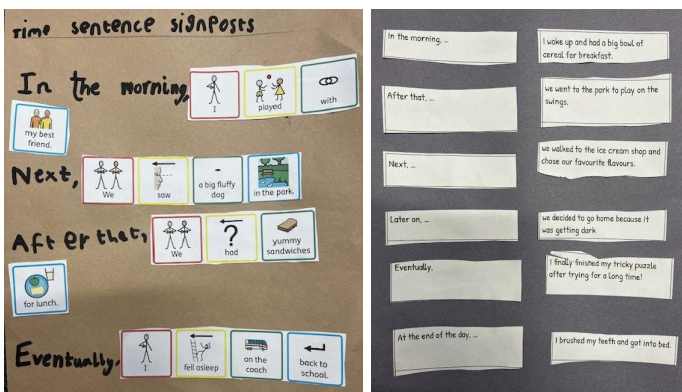 Time sentence signposts
In the morning, I played with
my best friend.
Next, We saw a big fluffy dog in the park.
After that, We had yummy sandwiches
for lunch.
Eventually, I fell asleep on the coach back to school.
In the morning, ...
I woke up and had a big bowl of
cereal for breakfast.
After that, ...
we went to the park to play on the
swings.
Next, ...
we walked to the ice cream shop and
chose our favourite flavours.
Later on, ...
we decided to go home because it
was getting dark
Eventually,
I finally finished my tricky puzzle
after trying for a long time!
At the end of the day, ...
I brushed my teeth and got into bed.